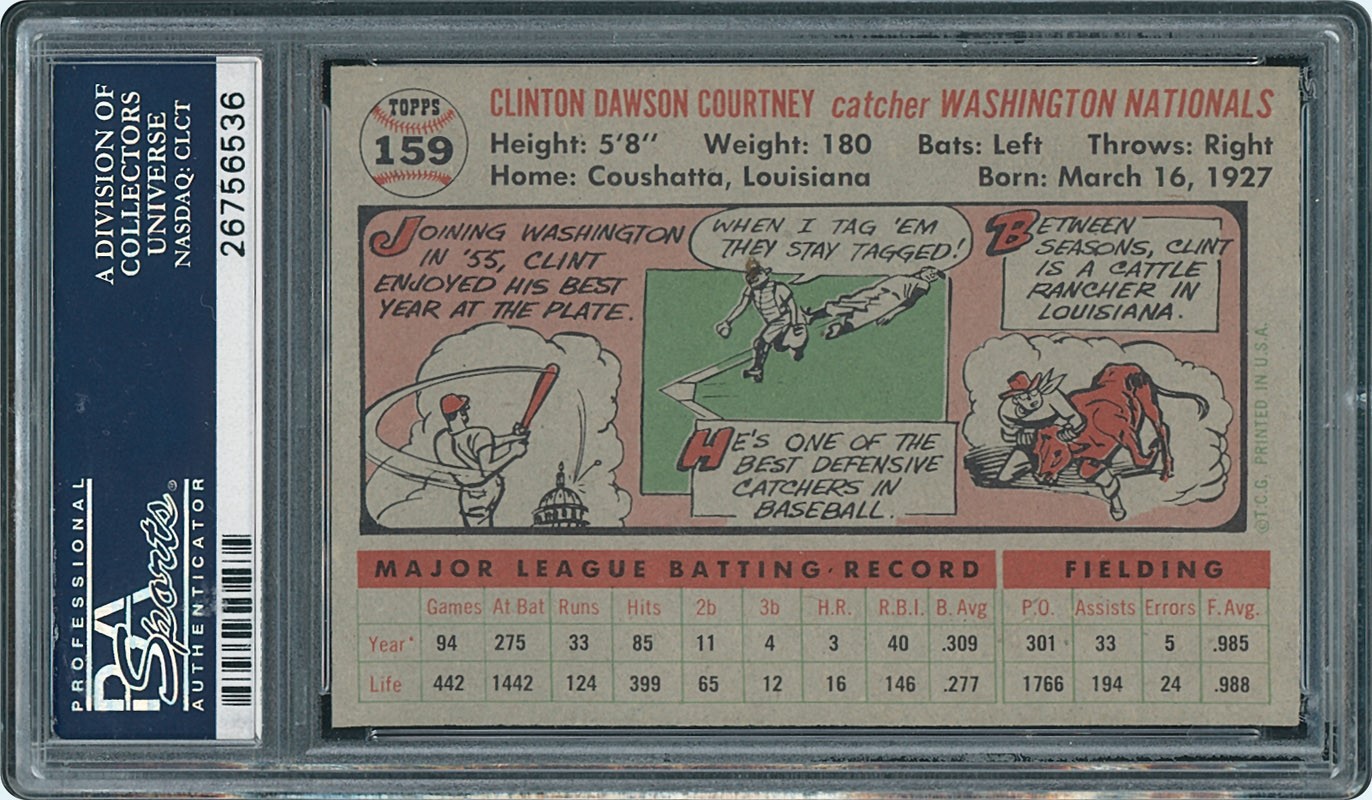 A DIVISION OF
COLLECTORS
UNIVERSE
NASDAQ: CLCT
26756536
PROFESSIONAL
PSA
Sports®
AUTHENTICATOR
TOPPS
159
CLINTON DAWSON COURTNEY catcher WASHINGTON NATIONALS
Height: 5'8'' Weight: 180 Bats: Left Throws: Right
Home: Coushatta, Louisiana Born: March 16, 1927
JOINING WASHINGTON
IN '55, CLINT
ENJOYED HIS BEST
YEAR AT THE PLATE.
WHEN I TAG 'EM
THEY STAY TAGGED!
HE'S ONE OF THE
BEST DEFENSIVE
CATCHERS IN
BASEBALL.
BETWEEN
SEASONS, CLINT
IS A CATTLE
RANCHER IN
LOUISIANA.
©T.C.G. PRINTED IN U.S.A.
MAJOR LEAGUE BATTING RECORD FIELDING
Games At Bat Runs Hits 2b 3b H.R. R.B.I. B. Avg P.O. Assists Errors F. Avg.
Year 94 275 33 85 11 4 3 40 .309 301 33 5 .985
Life 442 1442 124 399 65 12 16 146 .277 1766 194 24 .988